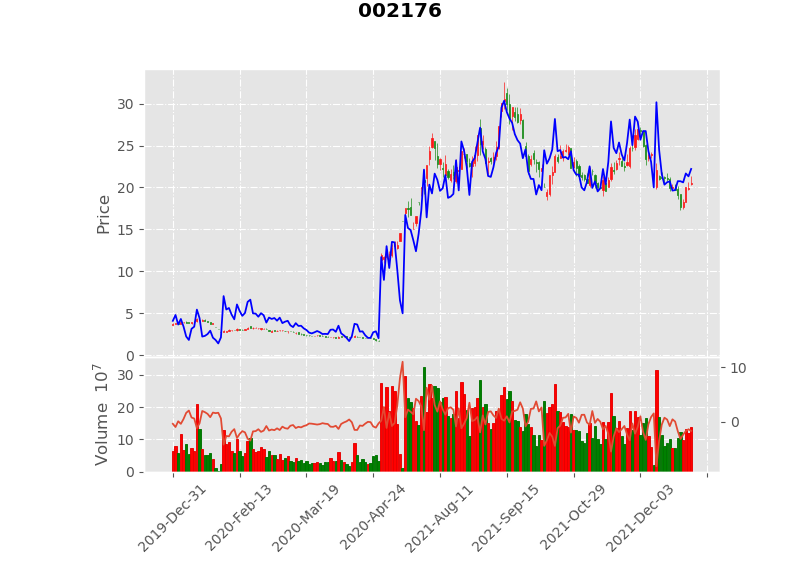 002176
30
25
20
15
10
5
0
Price
30
20
10
0
Volume 10^7
10
0
2019-Dec-31
2020-Feb-13
2020-Mar-19
2020-Apr-24
2021-Aug-11
2021-Sep-15
2021-Oct-29
2021-Dec-03